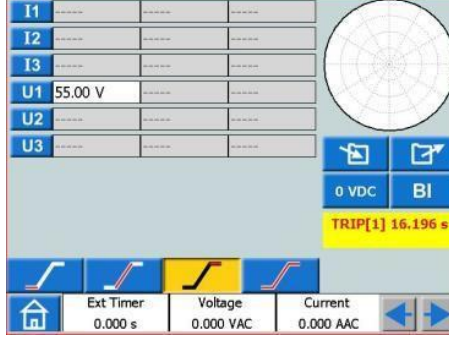 I1 ----- ----- -----
I2 ----- ----- -----
I3 ----- ----- -----
U1 55.00 V ----- -----
U2 ----- ----- -----
U3 ----- ----- -----
0 VDC BI
TRIP[1] 16.196 s
Ext Timer Voltage Current
0.000 s 0.000 VAC 0.000 AAC